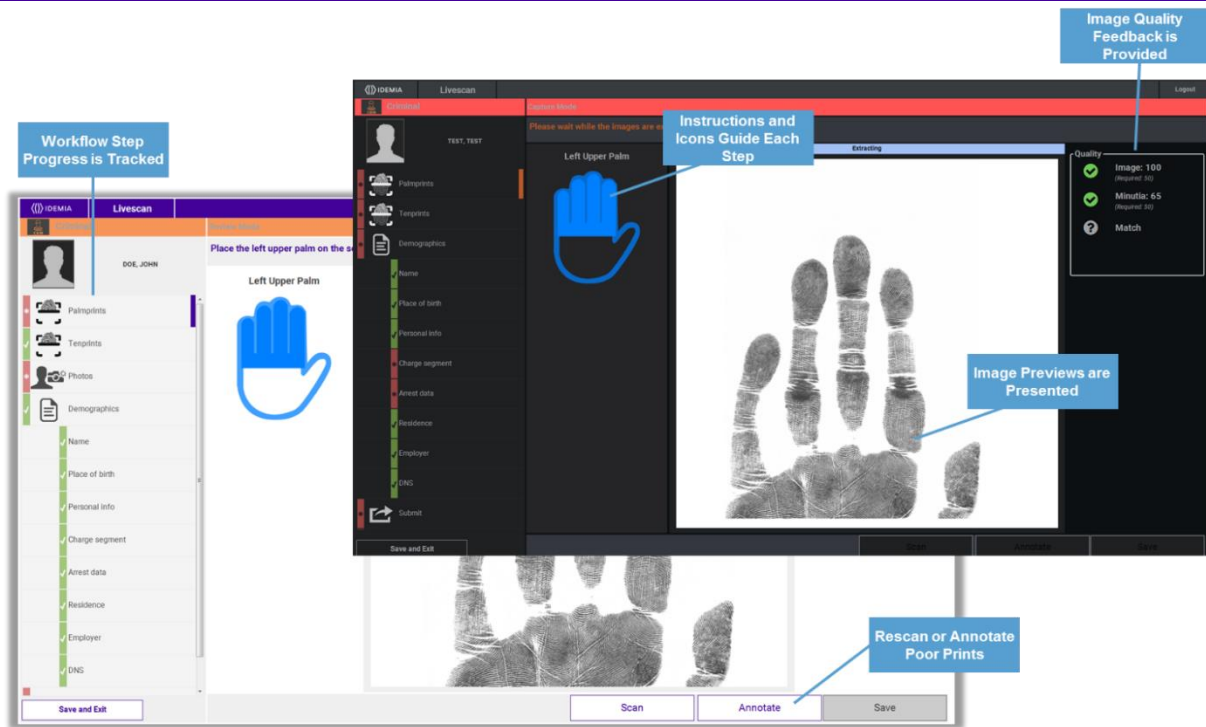 Image Quality
Feedback is
Provided
Workflow Step
Progress is Tracked
Instructions and
Icons Guide Each
Step
Image Previews are
Presented
Rescan or Annotate
Poor Prints
IDEMIA
Livescan
Logout
Criminal
Capture Mode
TEST, TEST
Please wait while the images are
Extracting
Left Upper Palm
Quality
Image: 100
(Required: 50)
Minutia: 65
(Required: 30)
Match
Palmprints
Tenprints
Demographics
Name
Place of birth
Personal info
Charge segment
Arrest data
Residence
Employer
DNS
Submit
Save and Exit
Scan
Annotate
Save
IDEMIA
Livescan
Criminal
DOE, JOHN
Place the left upper palm on the
Left Upper Palm
Palmprints
Tenprints
Photos
Demographics
Name
Place of birth
Personal info
Charge segment
Arrest data
Residence
Employer
DNS
Save and Exit
Scan
Annotate
Save